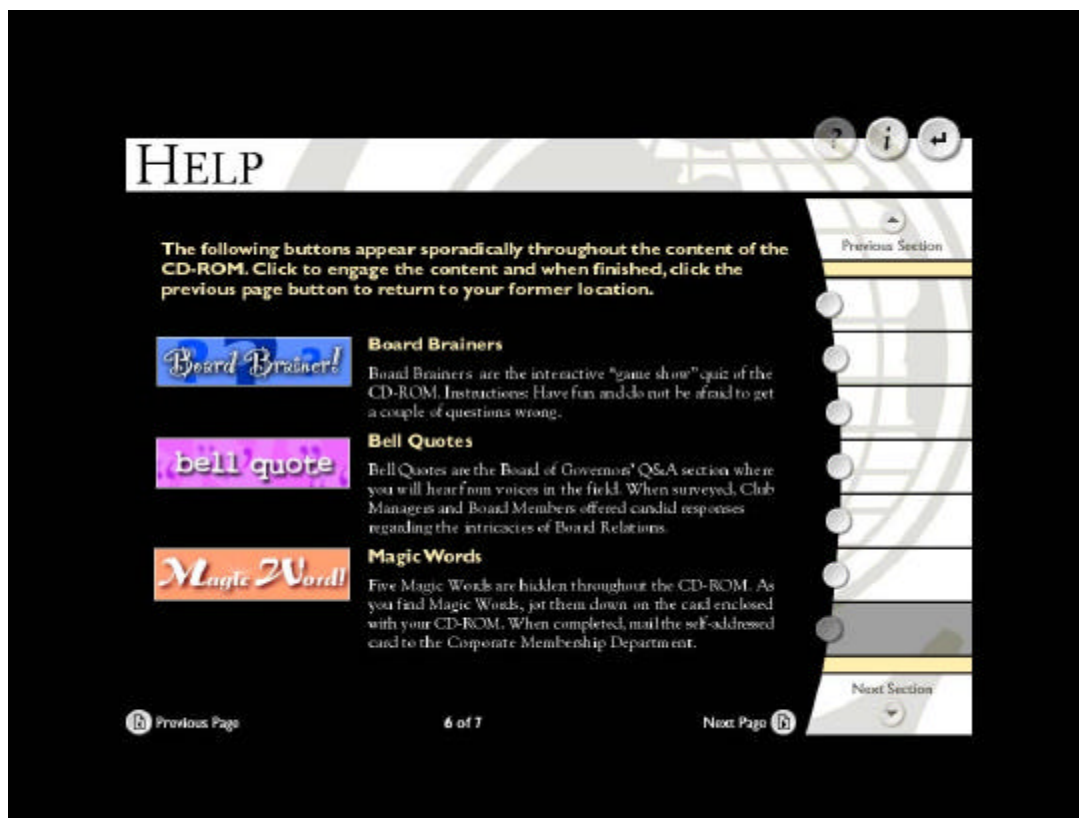 ?
i
HELP
Previous Section
The following buttons appear sporadically throughout the content of the
CD-ROM. Click to engage the content and when finished, click the
previous page button to return to your former location.
Board Brainer!
Board Brainers
Board Brainers are the interactive “game show” quiz of the
CD-ROM. Instructions: Have fun and do not be afraid to get
a couple of questions wrong.
bell quote
Bell Quotes
Bell Quotes are the Board of Governors’ Q&A section where
you will hear from voices in the field. When surveyed, Club
Managers and Board Members offered candid responses
regarding the intricacies of Board Relations.
Magic Word!
Magic Words
Five Magic Words are hidden throughout the CD-ROM. As
you find Magic Words, jot them down on the card enclosed
with your CD-ROM. When completed, mail the self-addressed
card to the Corporate Membership Department.
Next Section
Previous Page
6 of 7
Next Page